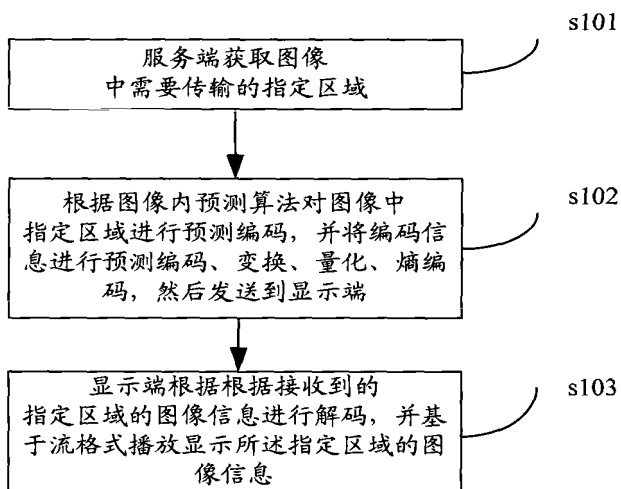 s101
服务端获取图像
中需要传输的指定区域
s102
根据图像内预测算法对图像中
指定区域进行预测编码，并将编码信
息进行预测编码、变换、量化、熵编
码，然后发送到显示端
s103
显示端根据根据接收到的
指定区域的图像信息进行解码，并基
于流格式播放显示所述指定区域的图
像信息